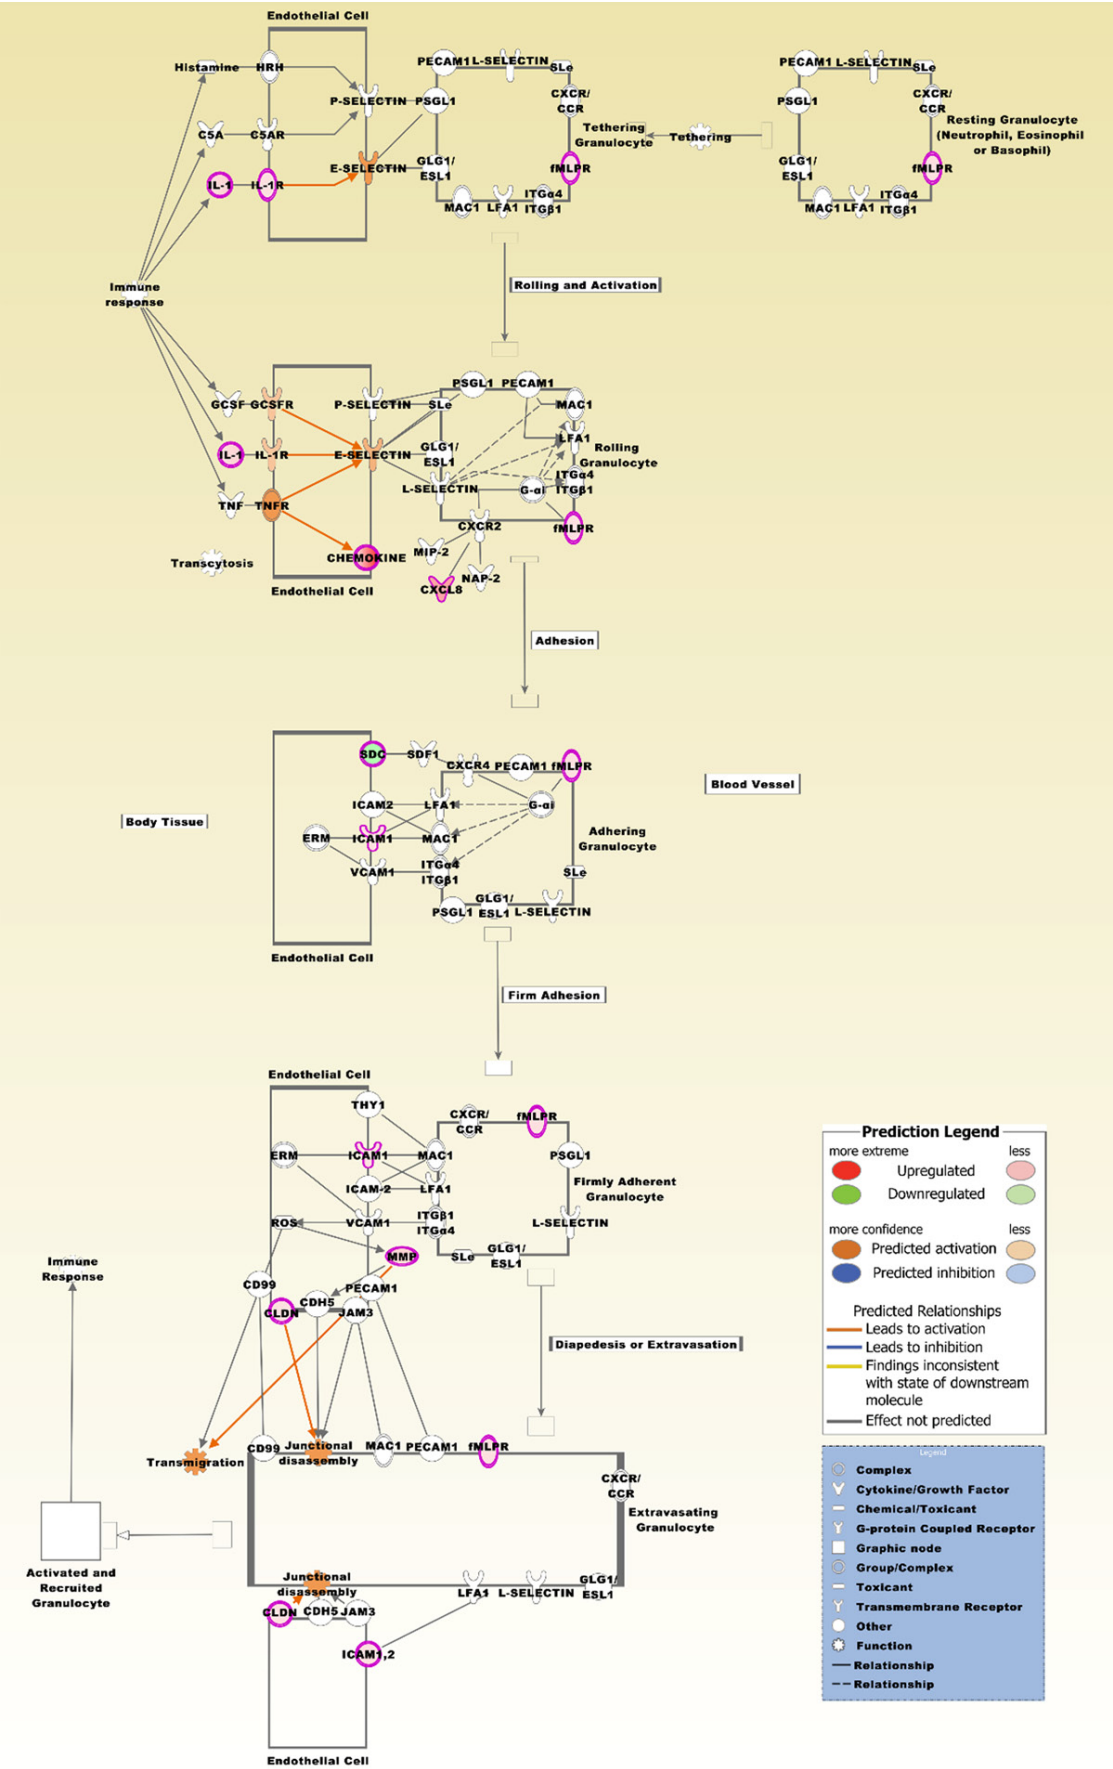 Endothelial Cell
Histamine
HRH
P-SELECTIN
PSGL1
PECAM1
L-SELECTIN
SLe
CXCR/
CCR
C5A
C5AR
E-SELECTIN
GLG1/
ESL1
IL-1
IL-1R
MAC1
LFA1
ITGα4
ITGβ1
fMLPR
Tethering
Granulocyte
Tethering
PECAM1
L-SELECTIN
SLe
PSGL1
CXCR/
CCR
Resting Granulocyte
(Neutrophil, Eosinophil
or Basophil)
GLG1/
ESL1
fMLPR
MAC1
LFA1
ITGα4
ITGβ1
Immune
response
Rolling and Activation
GCSF
GCSFR
P-SELECTIN
SLe
PSGL1
PECAM1
MAC1
LFA1
IL-1
IL-1R
E-SELECTIN
GLG1/
ESL1
Rolling
Granulocyte
L-SELECTIN
G-αi
ITGα4
ITGβ1
TNF
TNFR
CXCR2
fMLPR
Transcytosis
CHEMOKINE
MIP-2
CXCL8
NAP-2
Endothelial Cell
Adhesion
SDC
SDF1
CXCR4
PECAM1
fMLPR
Blood Vessel
ICAM2
LFA1
G-αi
Body Tissue
ERM
ICAM1
MAC1
Adhering
Granulocyte
VCAM1
ITGα4
ITGβ1
SLe
PSGL1
GLG1/
ESL1
L-SELECTIN
Endothelial Cell
Firm Adhesion
Endothelial Cell
THY1
CXCR/
CCR
fMLPR
ERM
ICAM1
MAC1
PSGL1
ICAM-2
LFA1
Firmly Adherent
Granulocyte
ROS
VCAM1
ITGβ1
ITGα4
L-SELECTIN
MMP
SLe
GLG1/
ESL1
Immune
Response
CD99
PECAM1
CLDN
CDH5
JAM3
Diapedesis or Extravasation
Transmigration
CD99
Junctional
disassembly
MAC1
PECAM1
fMLPR
CXCR/
CCR
Extravasating
Granulocyte
Activated and
Recruited
Granulocyte
Junctional
disassembly
LFA1
L-SELECTIN
GLG1/
ESL1
CLDN
CDH5
JAM3
ICAM1,2
Endothelial Cell
Prediction Legend
more extreme
less
Upregulated
Downregulated
more confidence
less
Predicted activation
Predicted inhibition
Predicted Relationships
Leads to activation
Leads to inhibition
Findings inconsistent
with state of downstream
molecule
Effect not predicted
Legend
Complex
Cytokine/Growth Factor
Chemical/Toxicant
G-protein Coupled Receptor
Graphic node
Group/Complex
Toxicant
Transmembrane Receptor
Other
Function
Relationship
Relationship